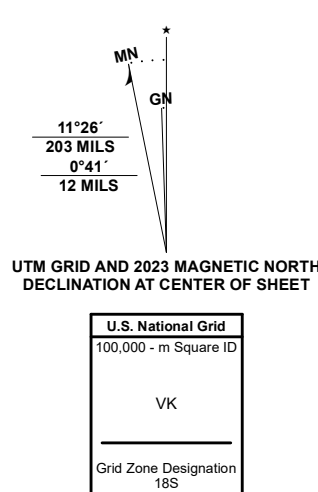 ★
MN
GN
11°26´
203 MILS
0°41´
12 MILS
UTM GRID AND 2023 MAGNETIC NORTH
DECLINATION AT CENTER OF SHEET
U.S. National Grid
100,000 - m Square ID
VK
Grid Zone Designation
18S